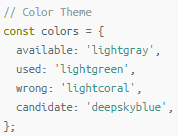 // Color Theme
const colors = {
  available: 'lightgray',
  used: 'lightgreen',
  wrong: 'lightcoral',
  candidate: 'deepskyblue',
};